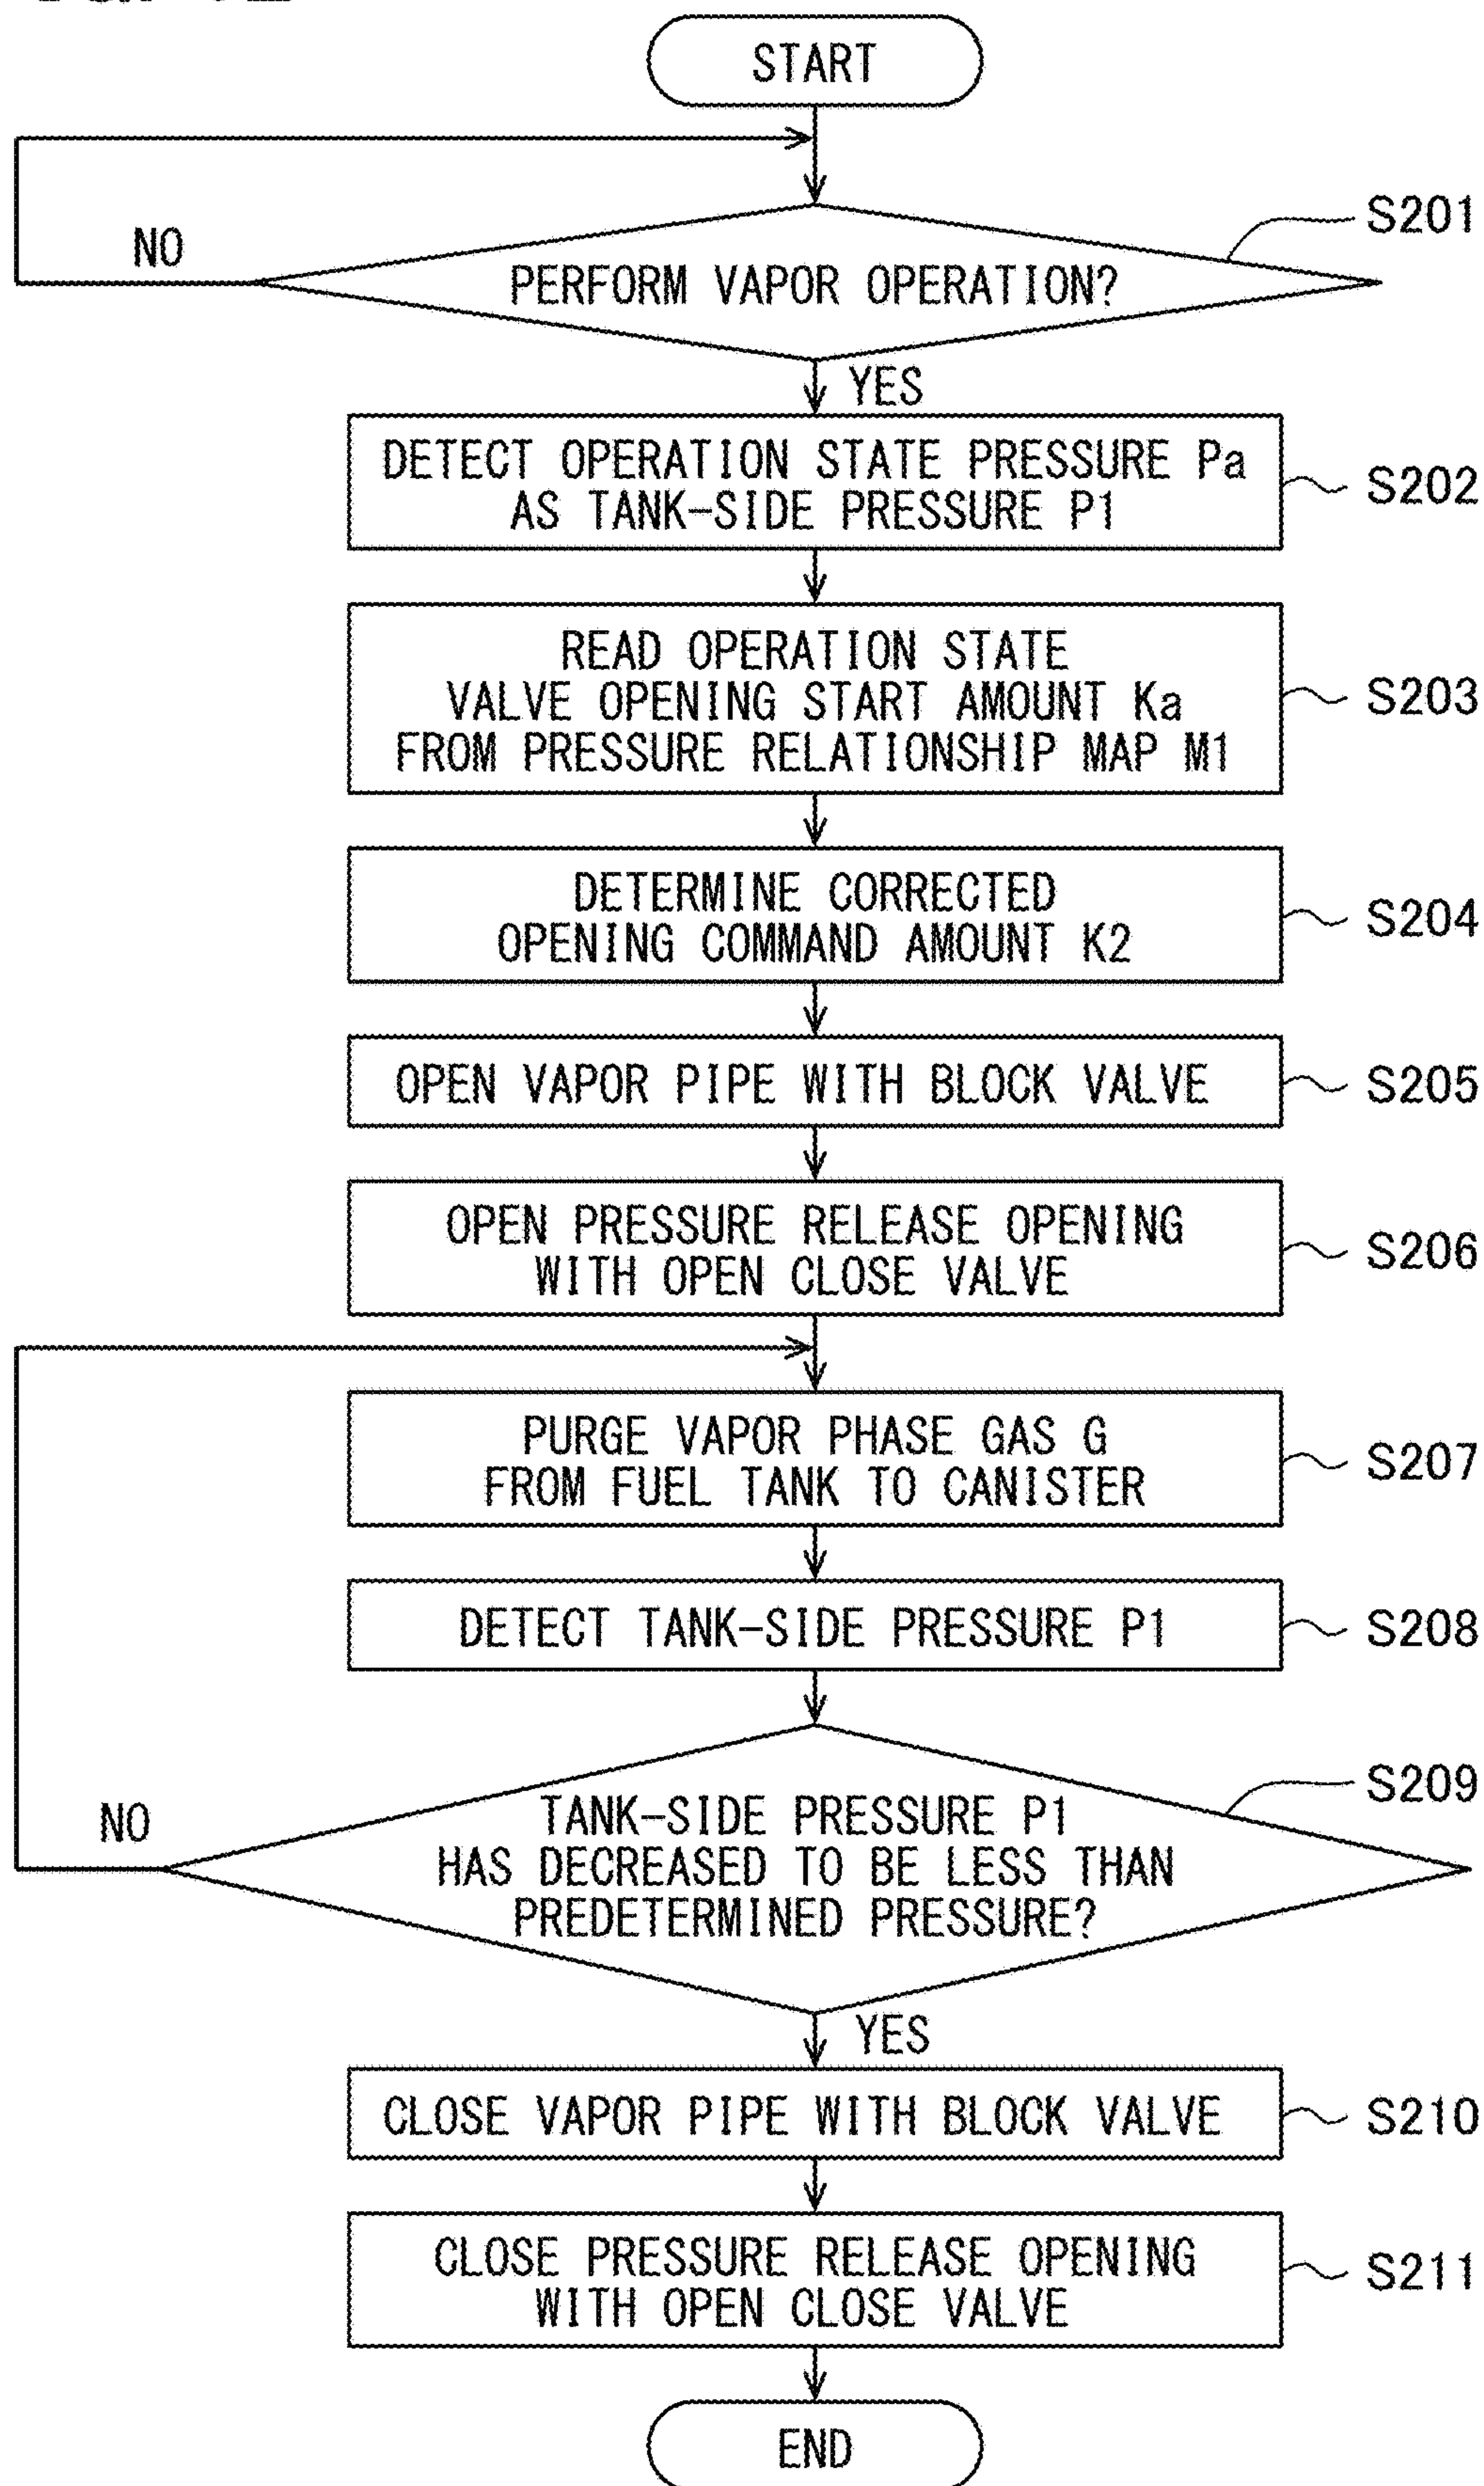 START
NO
S201
PERFORM VAPOR OPERATION?
YES
DETECT OPERATION STATE PRESSURE Pa
AS TANK-SIDE PRESSURE P1
S202
READ OPERATION STATE
VALVE OPENING START AMOUNT Ka
FROM PRESSURE RELATIONSHIP MAP M1
S203
DETERMINE CORRECTED
OPENING COMMAND AMOUNT K2
S204
OPEN VAPOR PIPE WITH BLOCK VALVE
S205
OPEN PRESSURE RELEASE OPENING
WITH OPEN CLOSE VALVE
S206
PURGE VAPOR PHASE GAS G
FROM FUEL TANK TO CANISTER
S207
DETECT TANK-SIDE PRESSURE P1
S208
S209
NO
TANK-SIDE PRESSURE P1
HAS DECREASED TO BE LESS THAN
PREDETERMINED PRESSURE?
YES
CLOSE VAPOR PIPE WITH BLOCK VALVE
S210
CLOSE PRESSURE RELEASE OPENING
WITH OPEN CLOSE VALVE
S211
END